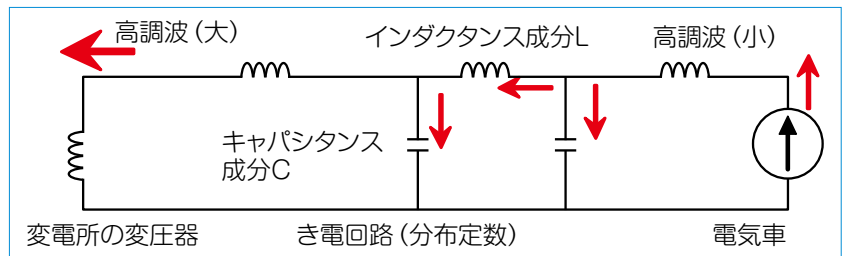 高調波（大）
インダクタンス成分L
高調波（小）
キャパシタンス
成分C
変電所の変圧器
き電回路（分布定数）
電気車